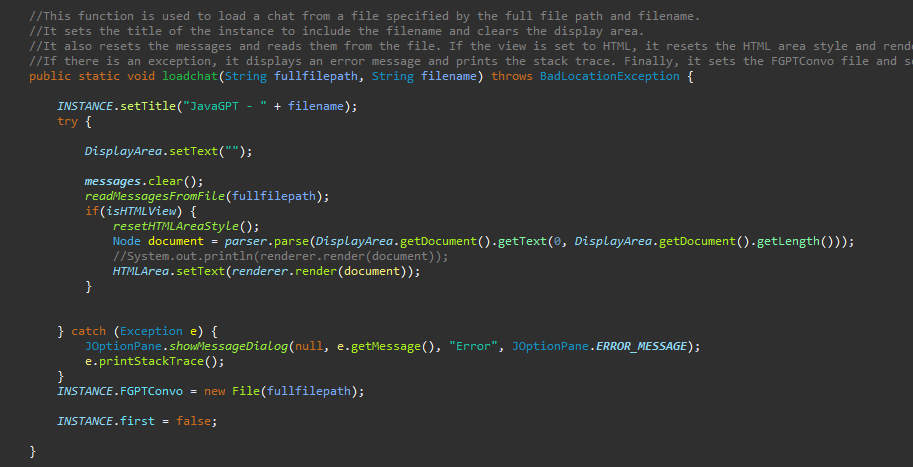 //This function is used to load a chat from a file specified by the full file path and filename.
//It sets the title of the instance to include the filename and clears the display area.
//It also resets the messages and reads them from the file. If the view is set to HTML, it resets the HTML area style and rend
//If there is an exception, it displays an error message and prints the stack trace. Finally, it sets the FGPTConvo file and se
public static void loadchat(String fullfilepath, String filename) throws BadLocationException {
INSTANCE.setTitle("JavaGPT - " + filename);
try {
DisplayArea.setText("");
messages.clear();
readMessagesFromFile(fullfilepath);
if(isHTMLView) {
resetHTMLAreaStyle();
Node document = parser.parse(DisplayArea.getDocument().getText(0, DisplayArea.getDocument().getLength()));
//System.out.println(renderer.render(document));
HTMLArea.setText(renderer.render(document));
}
} catch (Exception e) {
JOptionPane.showMessageDialog(null, e.getMessage(), "Error", JOptionPane.ERROR_MESSAGE);
e.printStackTrace();
}
INSTANCE.FGPTConvo = new File(fullfilepath);
INSTANCE.first = false;
}